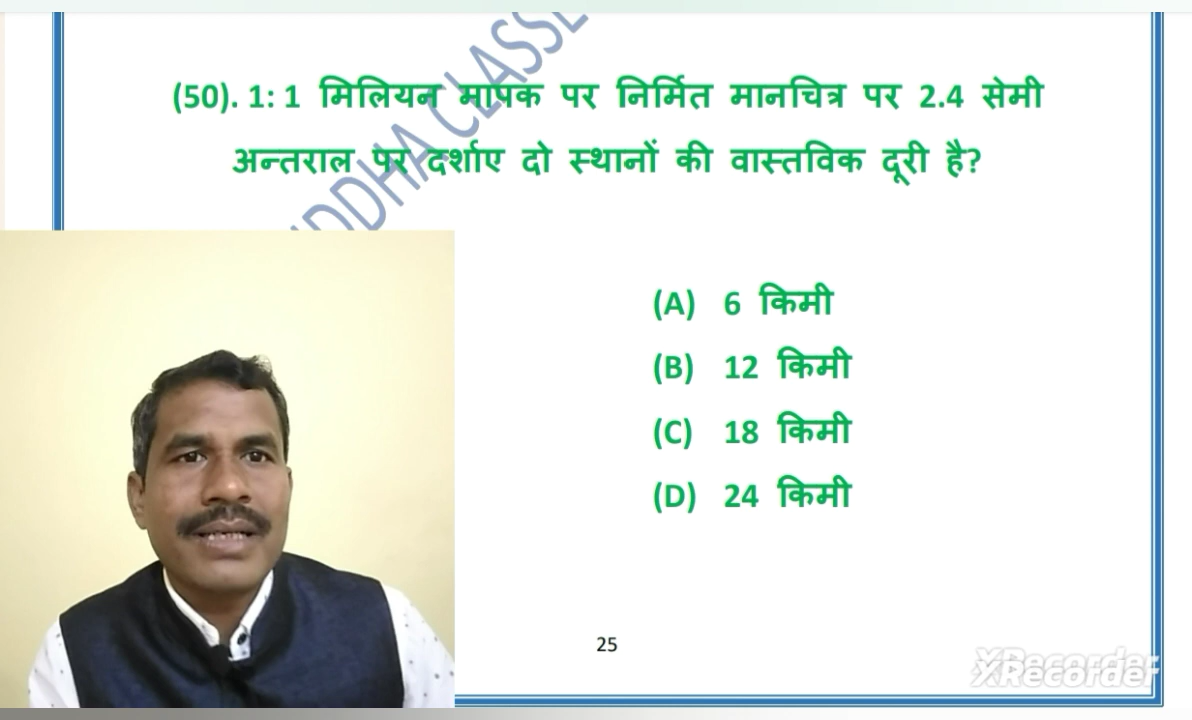 (50). 1: 1 मिलियन मापक पर निर्मित मानचित्र पर 2.4 सेमी
अन्तराल पर दर्शाए दो स्थानों की वास्तविक दूरी है?
(A) 6 किमी
(B) 12 किमी
(C) 18 किमी
(D) 24 किमी
25
XRecorder